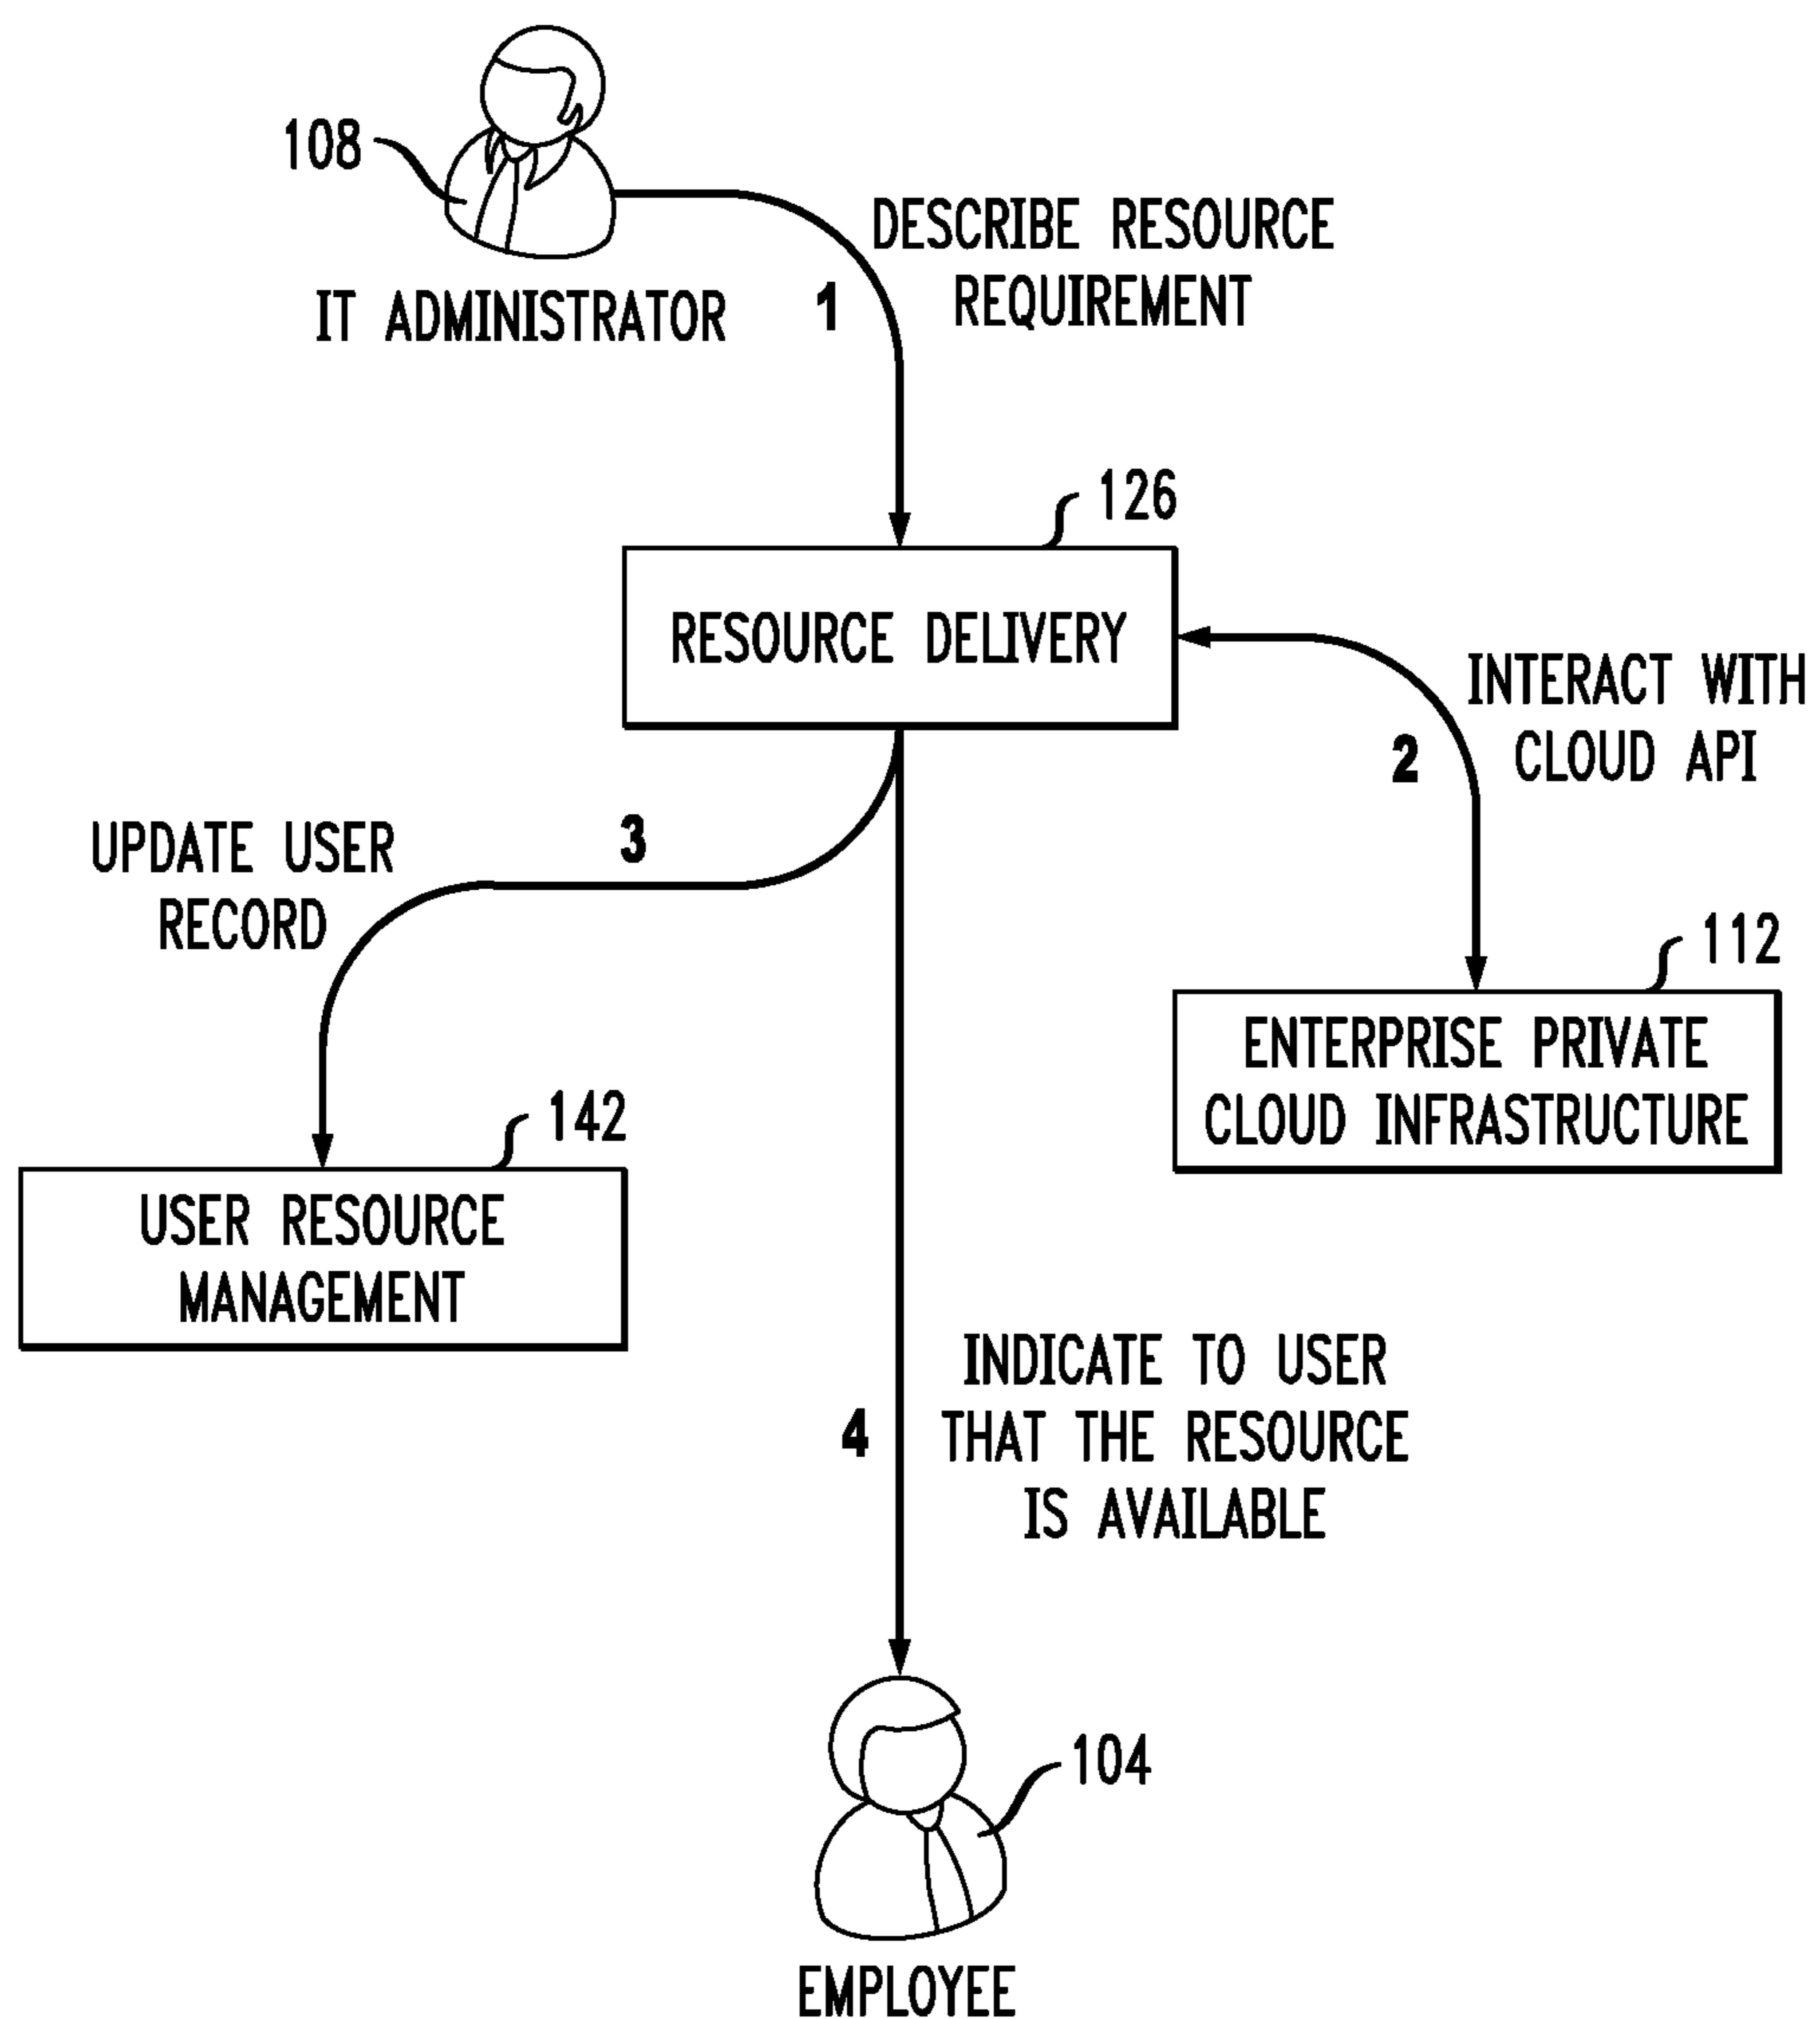 108
IT ADMINISTRATOR
1
DESCRIBE RESOURCE
REQUIREMENT
126
RESOURCE DELIVERY
INTERACT WITH
CLOUD API
2
3
UPDATE USER
RECORD
112
ENTERPRISE PRIVATE
CLOUD INFRASTRUCTURE
142
USER RESOURCE
MANAGEMENT
4
INDICATE TO USER
THAT THE RESOURCE
IS AVAILABLE
104
EMPLOYEE